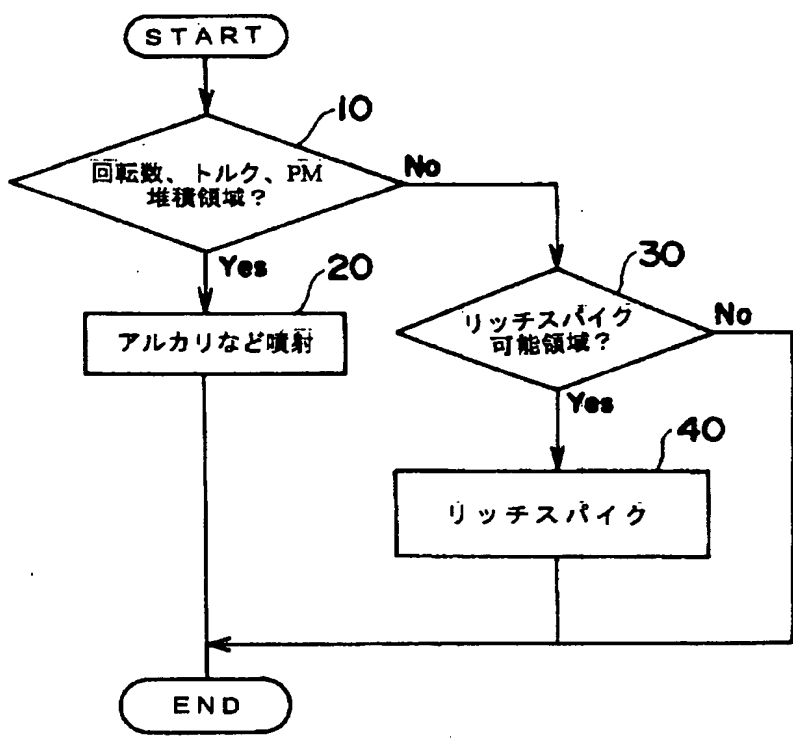 START
10
回転数、トルク、PM
堆積領域?
No
Yes
20
アルカリなど噴射
30
リッチスパイク
可能領域?
No
Yes
40
リッチスパイク
END